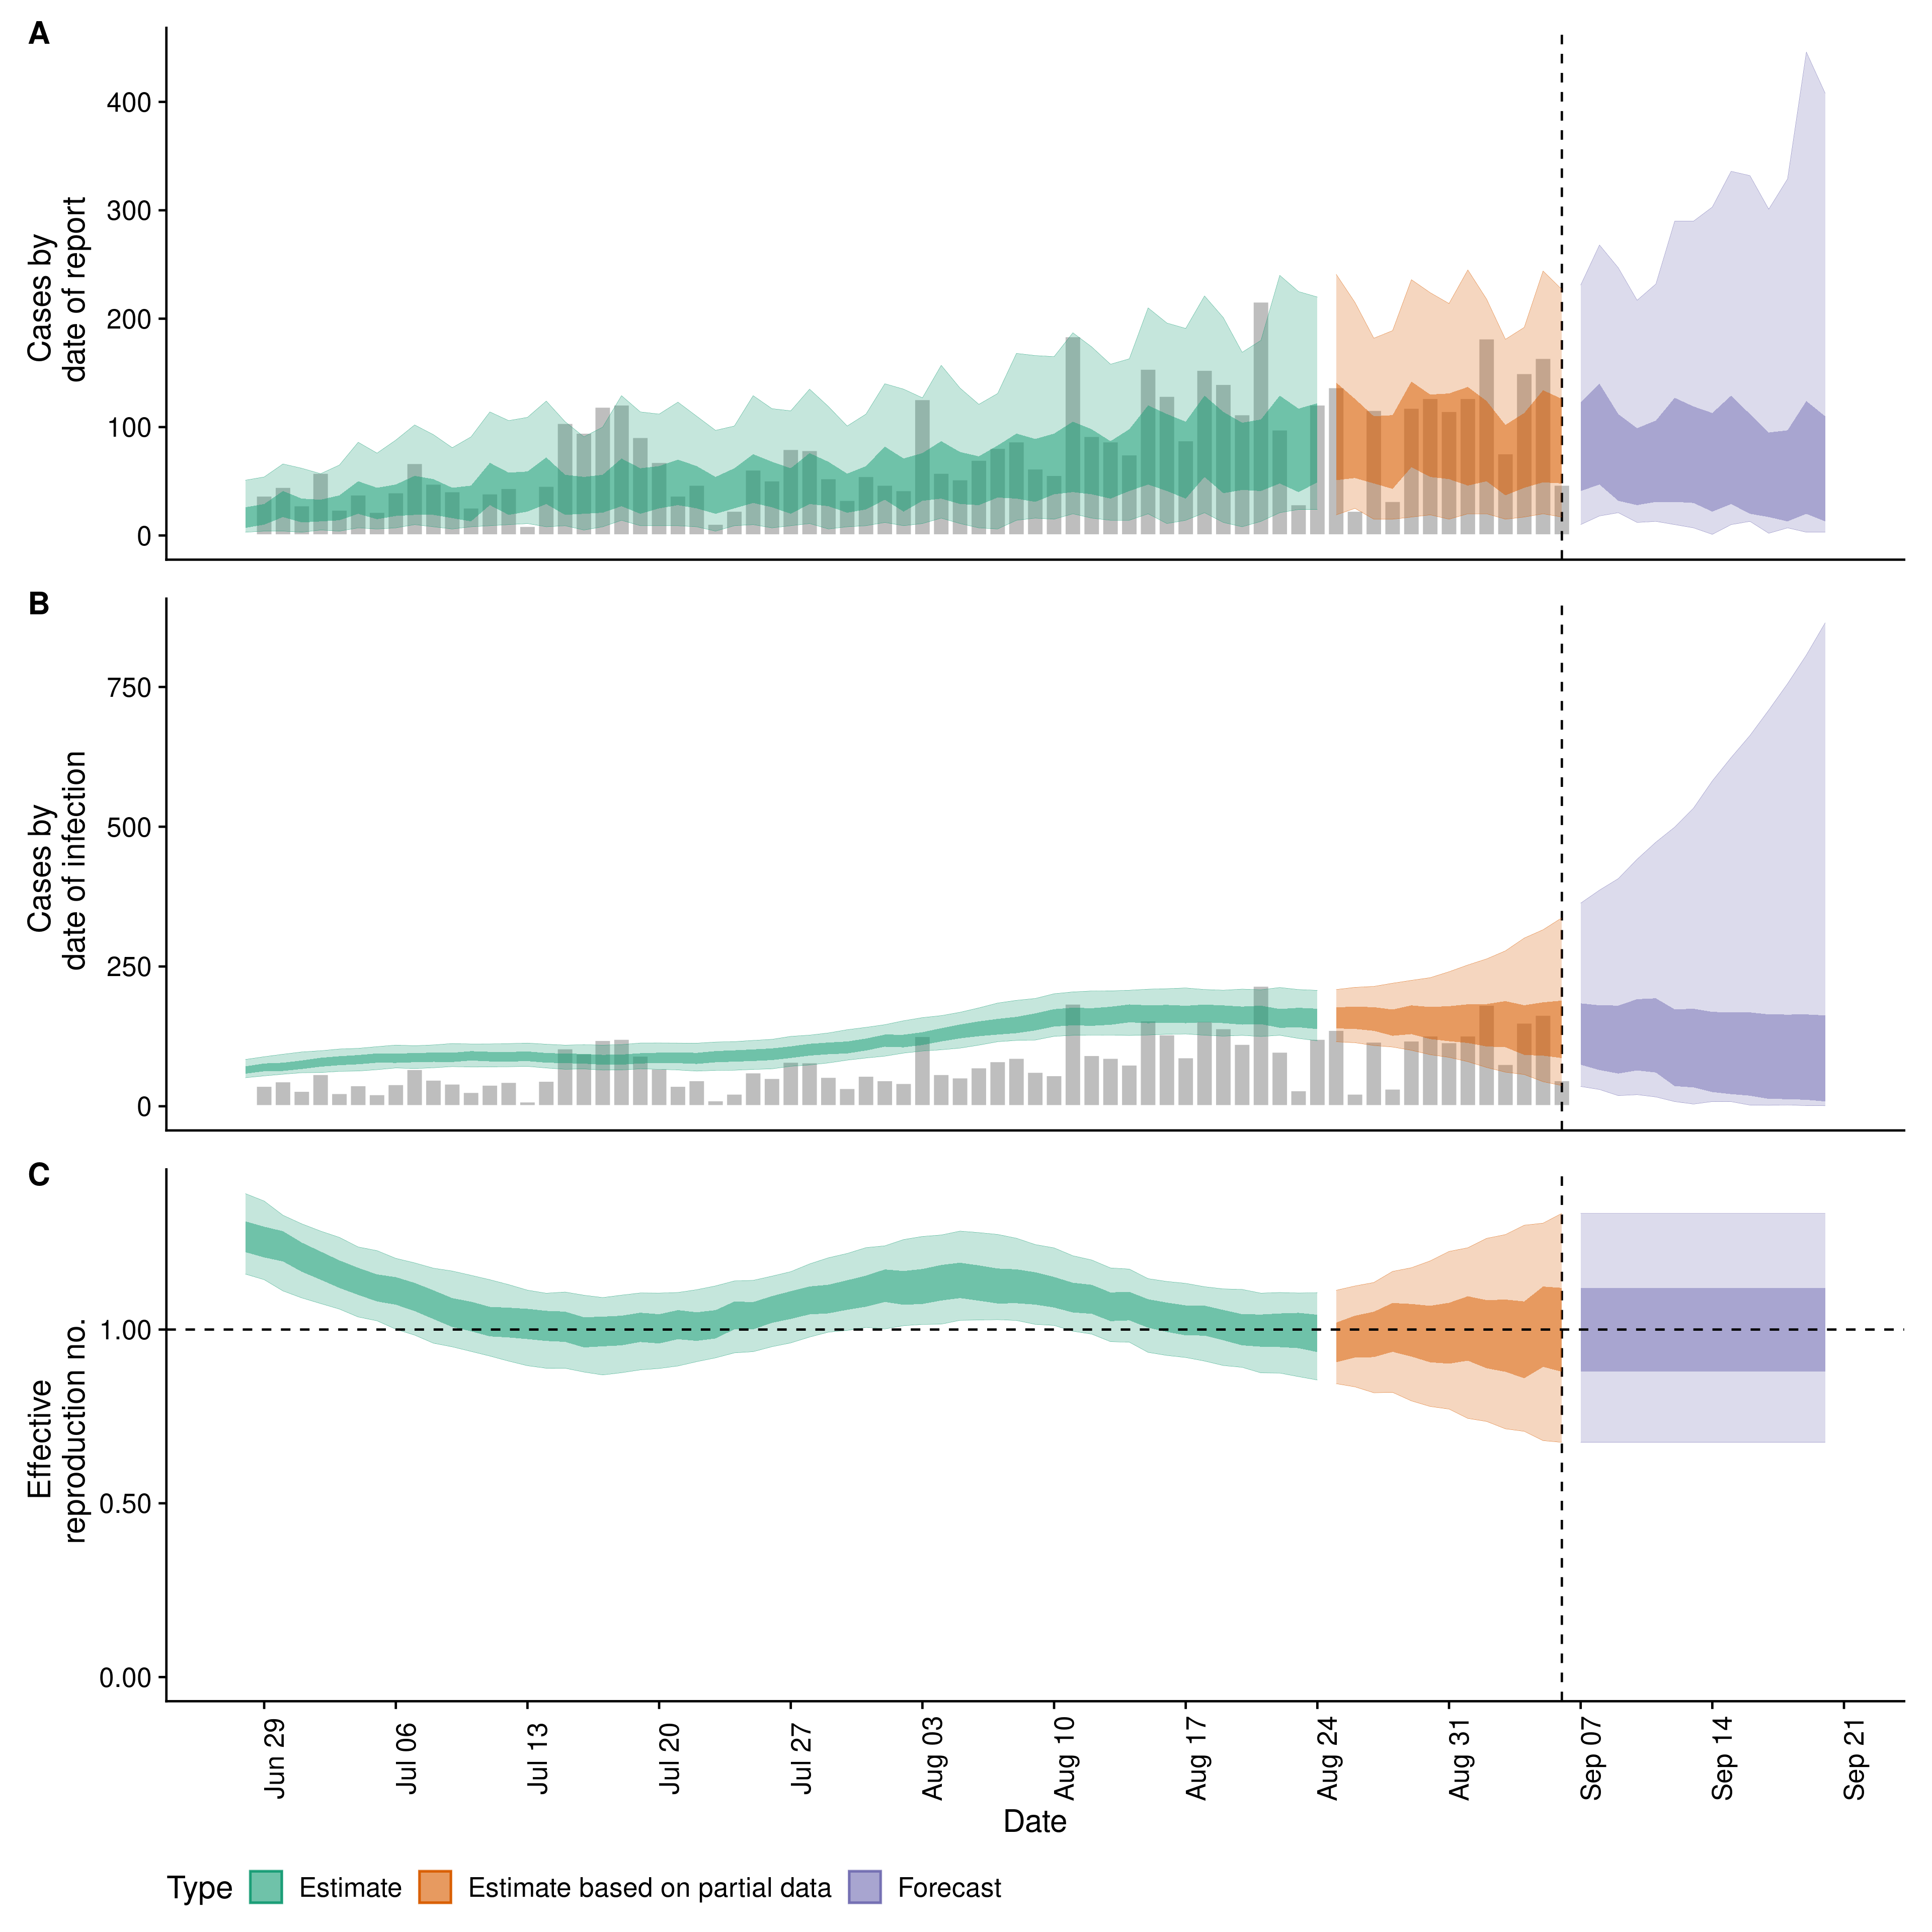 A
Cases by
date of report
400
300
200
100
0
B
Cases by
date of infection
750
500
250
0
C
Effective
reproduction no.
1.00
0.50
0.00
Jun 29
Jul 06
Jul 13
Jul 20
Jul 27
Aug 03
Aug 10
Aug 17
Aug 24
Aug 31
Sep 07
Sep 14
Sep 21
Date
Type Estimate Estimate based on partial data Forecast